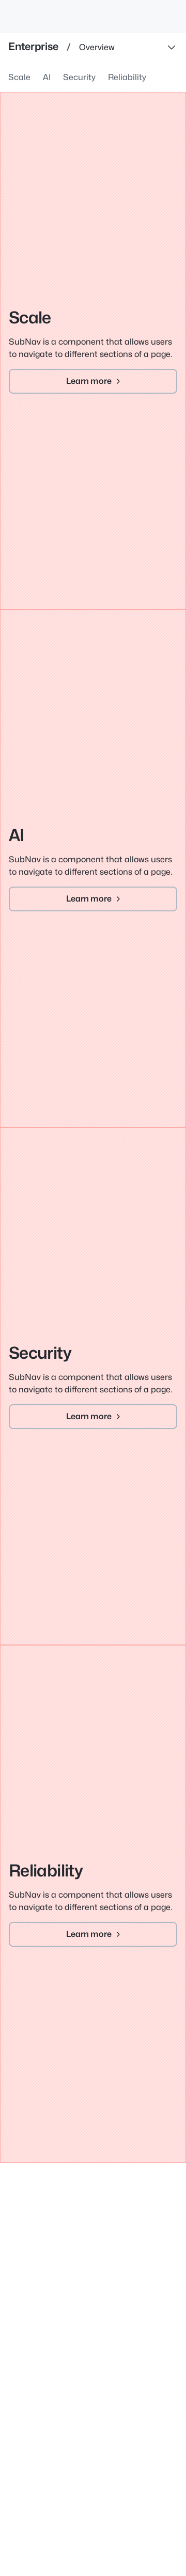 Enterprise / Overview
Scale AI Security Reliability
Scale
SubNav is a component that allows users
to navigate to different sections of a page.
Learn more
AI
SubNav is a component that allows users
to navigate to different sections of a page.
Learn more
Security
SubNav is a component that allows users
to navigate to different sections of a page.
Learn more
Reliability
SubNav is a component that allows users
to navigate to different sections of a page.
Learn more